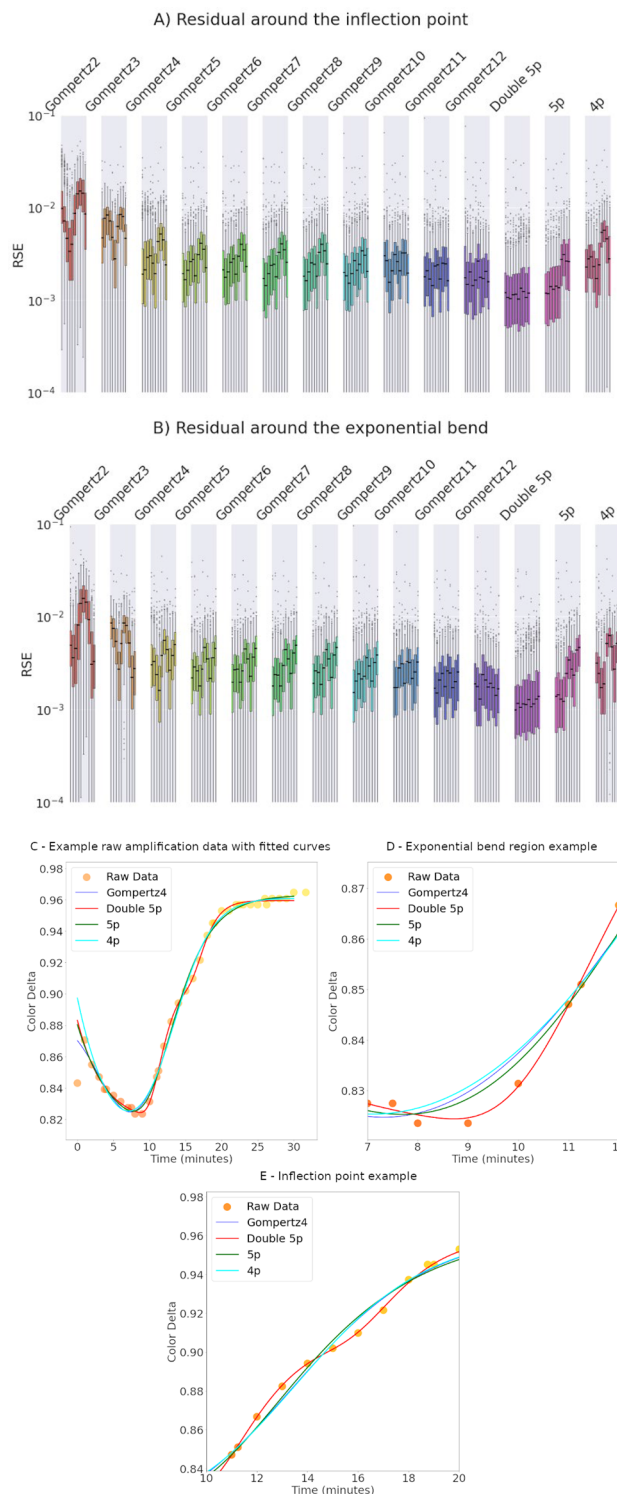 A) Residual around the inflection point
Gompertz2 Gompertz3 Gompertz4 Gompertz5 Gompertz6 Gompertz7 Gompertz8 Gompertz9 Gompertz10 Gompertz11 Gompertz12 Double 5p 5p 4p
10⁻¹
10⁻²
RSE
10⁻³
10⁻⁴
B) Residual around the exponential bend
Gompertz2 Gompertz3 Gompertz4 Gompertz5 Gompertz6 Gompertz7 Gompertz8 Gompertz9 Gompertz10 Gompertz11 Gompertz12 Double 5p 5p 4p
10⁻¹
10⁻²
RSE
10⁻³
10⁻⁴
C - Example raw amplification data with fitted curves
0.98
0.96
0.94
0.92
0.90
0.88
0.86
0.84
0.82
Color Delta
Raw Data
Gompertz4
Double 5p
5p
4p
0 5 10 15 20 25 30
Time (minutes)
D - Exponential bend region example
0.87
0.86
0.85
0.84
0.83
Color Delta
Raw Data
Gompertz4
Double 5p
5p
4p
7 8 9 10 11
Time (minutes)
E - Inflection point example
0.98
0.96
0.94
0.92
0.90
0.88
0.86
0.84
Color Delta
Raw Data
Gompertz4
Double 5p
5p
4p
10 12 14 16 18 20
Time (minutes)